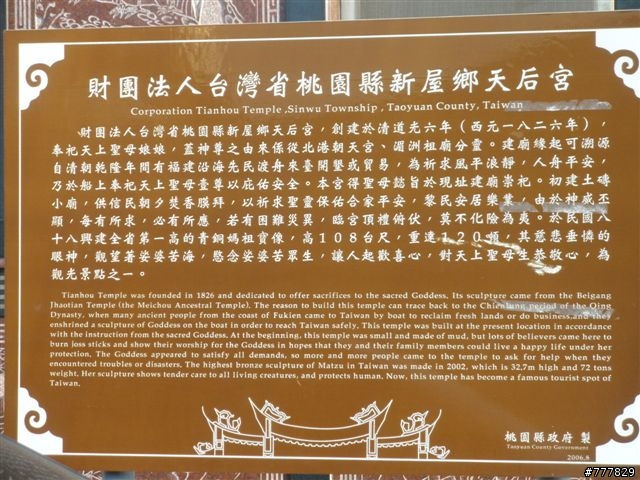 財團法人台灣省桃園縣新屋鄉天后宮
Corporation Tianhou Temple ,Sinwu Township , Taoyuan County, Taiwan
財團法人台灣省桃園縣新屋鄉天后宮，創建於清道光六年（西元一八二六年），
奉祀天上聖母娘娘，蓋神尊之由來係從北港朝天宮、湄洲祖廟分靈。建廟緣起可溯源
自清朝乾隆年間有福建沿海先民渡舟來臺開墾或貿易，為祈求風平浪靜，人舟平安，
乃於船上奉祀天上聖母壹尊以庇佑安全。本宮得聖母懿旨於現址建廟崇祀。初建土磚
小廟，供信民朝夕焚香膜拜，以祈求聖靈保佑合家平安，黎民安居樂業。由於神威丕
顯，每有所求，必有所應，若有困難災異，臨宮頂禮俯伏，莫不化險為夷。於民國八
十八興建全省第一高的青銅媽祖寶像，高108台尺，重達120頓，其慈悲垂憐的
眼神，觀望著娑婆苦海，愍念娑婆苦眾生，讓人起歡喜心，對天上聖母生恭敬心，為
觀光景點之一。
Tianhou Temple was founded in 1826 and dedicated to offer sacrifices to the sacred Goddess. Its sculpture came from the Beigang
Jhaotian Temple (the Meichou Ancestral Temple). The reason to build this temple can trace back to the Chienlung period of the Qing
Dynasty, when many ancient people from the coast of Fukien came to Taiwan by boat to reclaim fresh lands or do business,and they
enshrined a sculpture of Goddess on the boat in order to reach Taiwan safely. This temple was built at the present location in accordance
with the instruction from the sacred Goddess. At the beginning, this temple was small and made of mud, but lots of believers came here to
burn joss sticks and show their worship for the Goddess in hopes that they and their family members could live a happy life under her
protection. The Goddess appeared to satisfy all demands, so more and more people came to the temple to ask for help when they
encountered troubles or disasters. The highest bronze sculpture of Matzu in Taiwan was made in 2002, which is 32.7m high and 72 tons
weight. Her sculpture shows tender care to all living creatures, and protects human. Now, this temple has become a famous tourist spot of
Taiwan.
桃園縣政府 製
Taoyuan County Government
2006.8
#777829